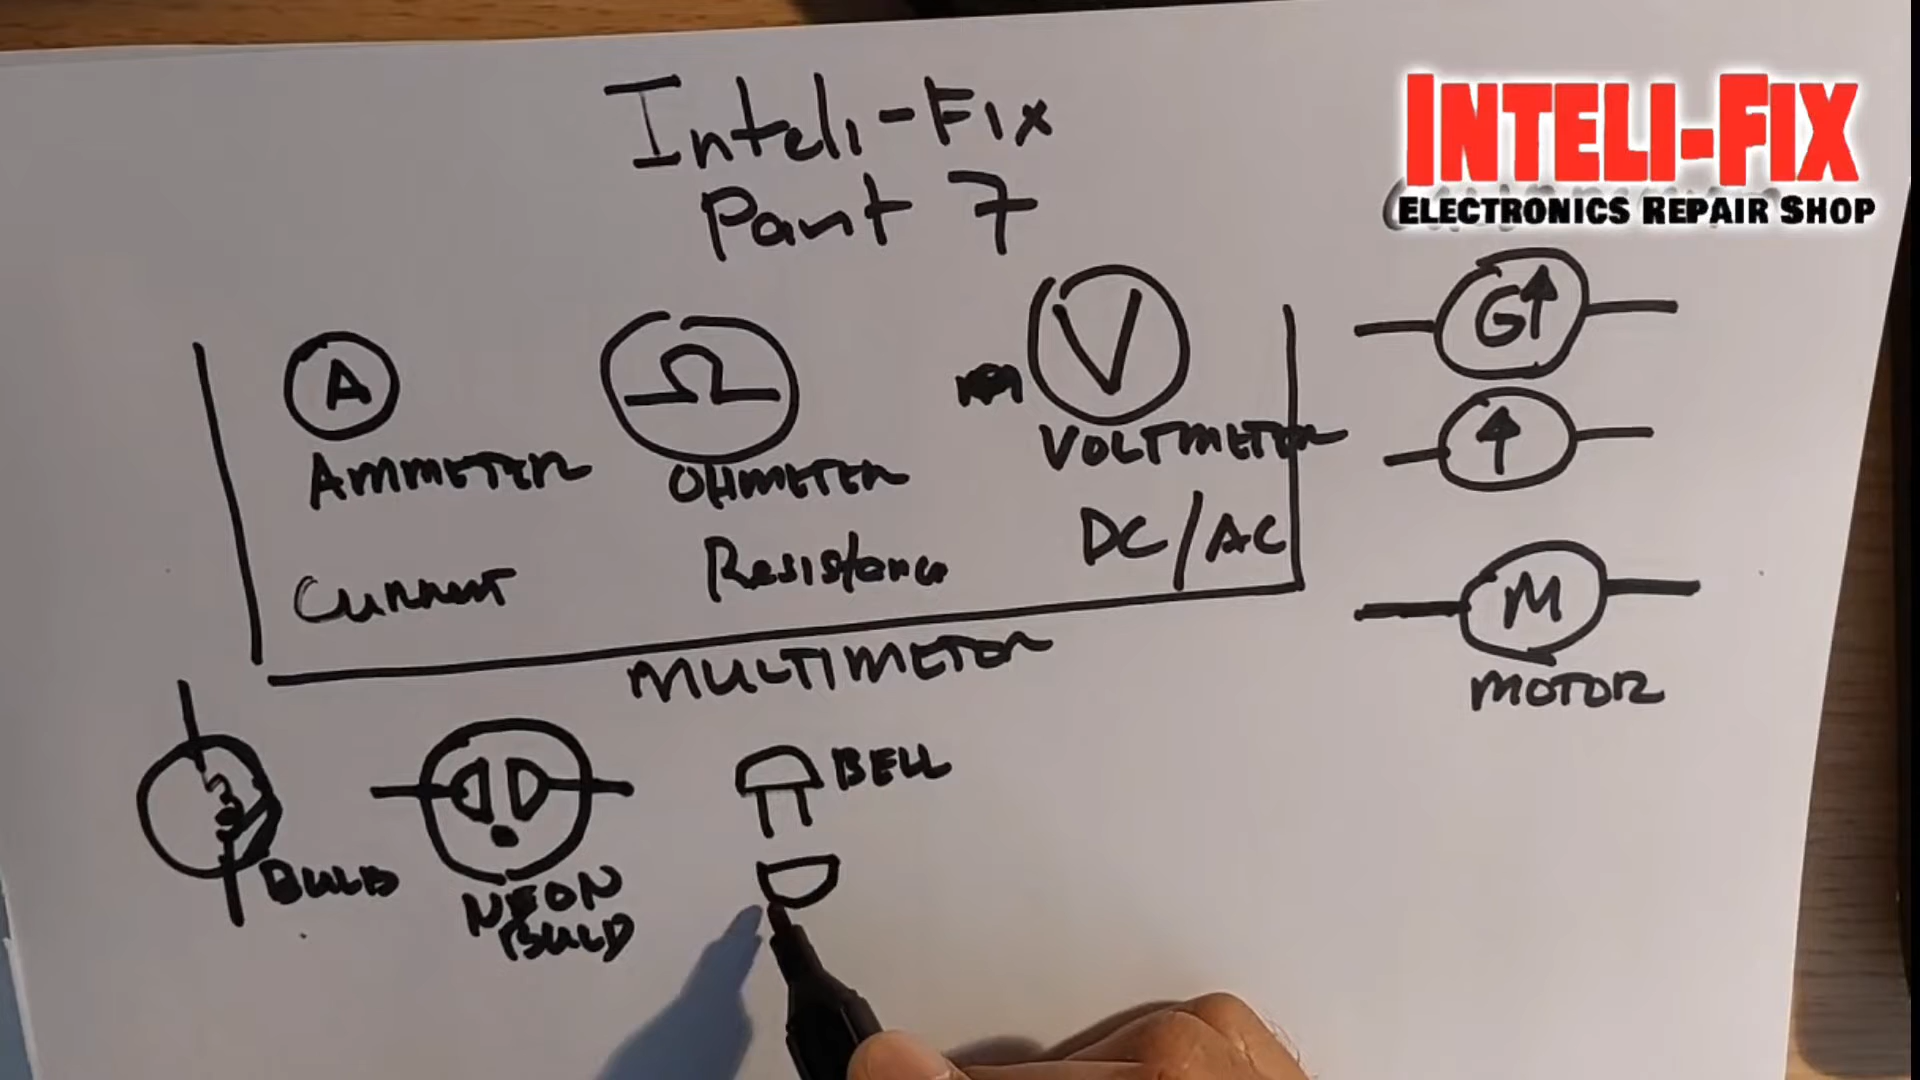 Inteli-Fix
Part 7
INTELI-FIX
ELECTRONICS REPAIR SHOP
G
A
Ω
V
AMMETER
OHMETER
VOLTMETER
Current
Resistance
DC/AC
M
MOTOR
MULTIMETER
BULB
NEON
BULB
BELL